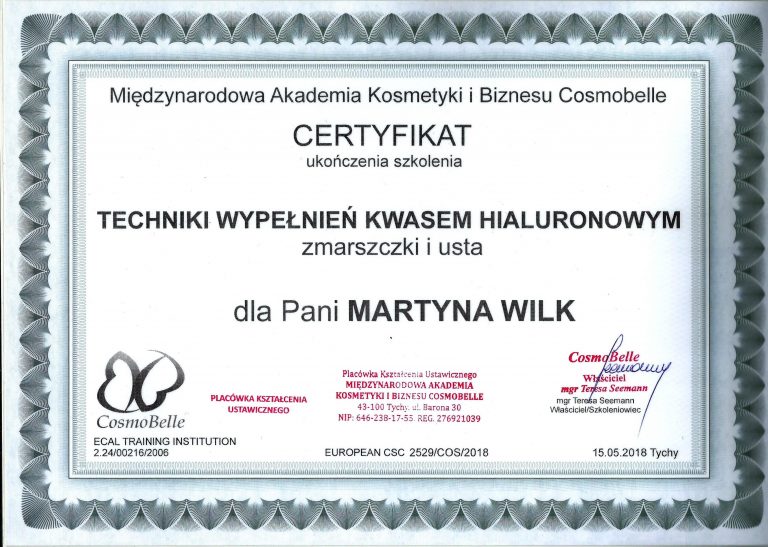 Międzynarodowa Akademia Kosmetyki i Biznesu Cosmobelle
CERTYFIKAT
ukończenia szkolenia
TECHNIKI WYPEŁNIEŃ KWASEM HIALURONOWYM
zmarszczki i usta
dla Pani MARTYNA WILK
CosmoBelle
ECAL TRAINING INSTITUTION
2.24/00216/2006
PLACÓWKA KSZTAŁCENIA
USTAWICZNEGO
Placówka Kształcenia Ustawicznego
MIĘDZYNARODOWA AKADEMIA
KOSMETYKI I BIZNESU COSMOBELLE
43-100 Tychy, ul. Barona 30
NIP: 646-238-17-55, REG. 276921039
EUROPEAN CSC 2529/COS/2018
CosmoBelle
Właściciel
mgr Teresa Seemann
mgr Teresa Seemann
Właściciel/Szkoleniowiec
15.05.2018 Tychy